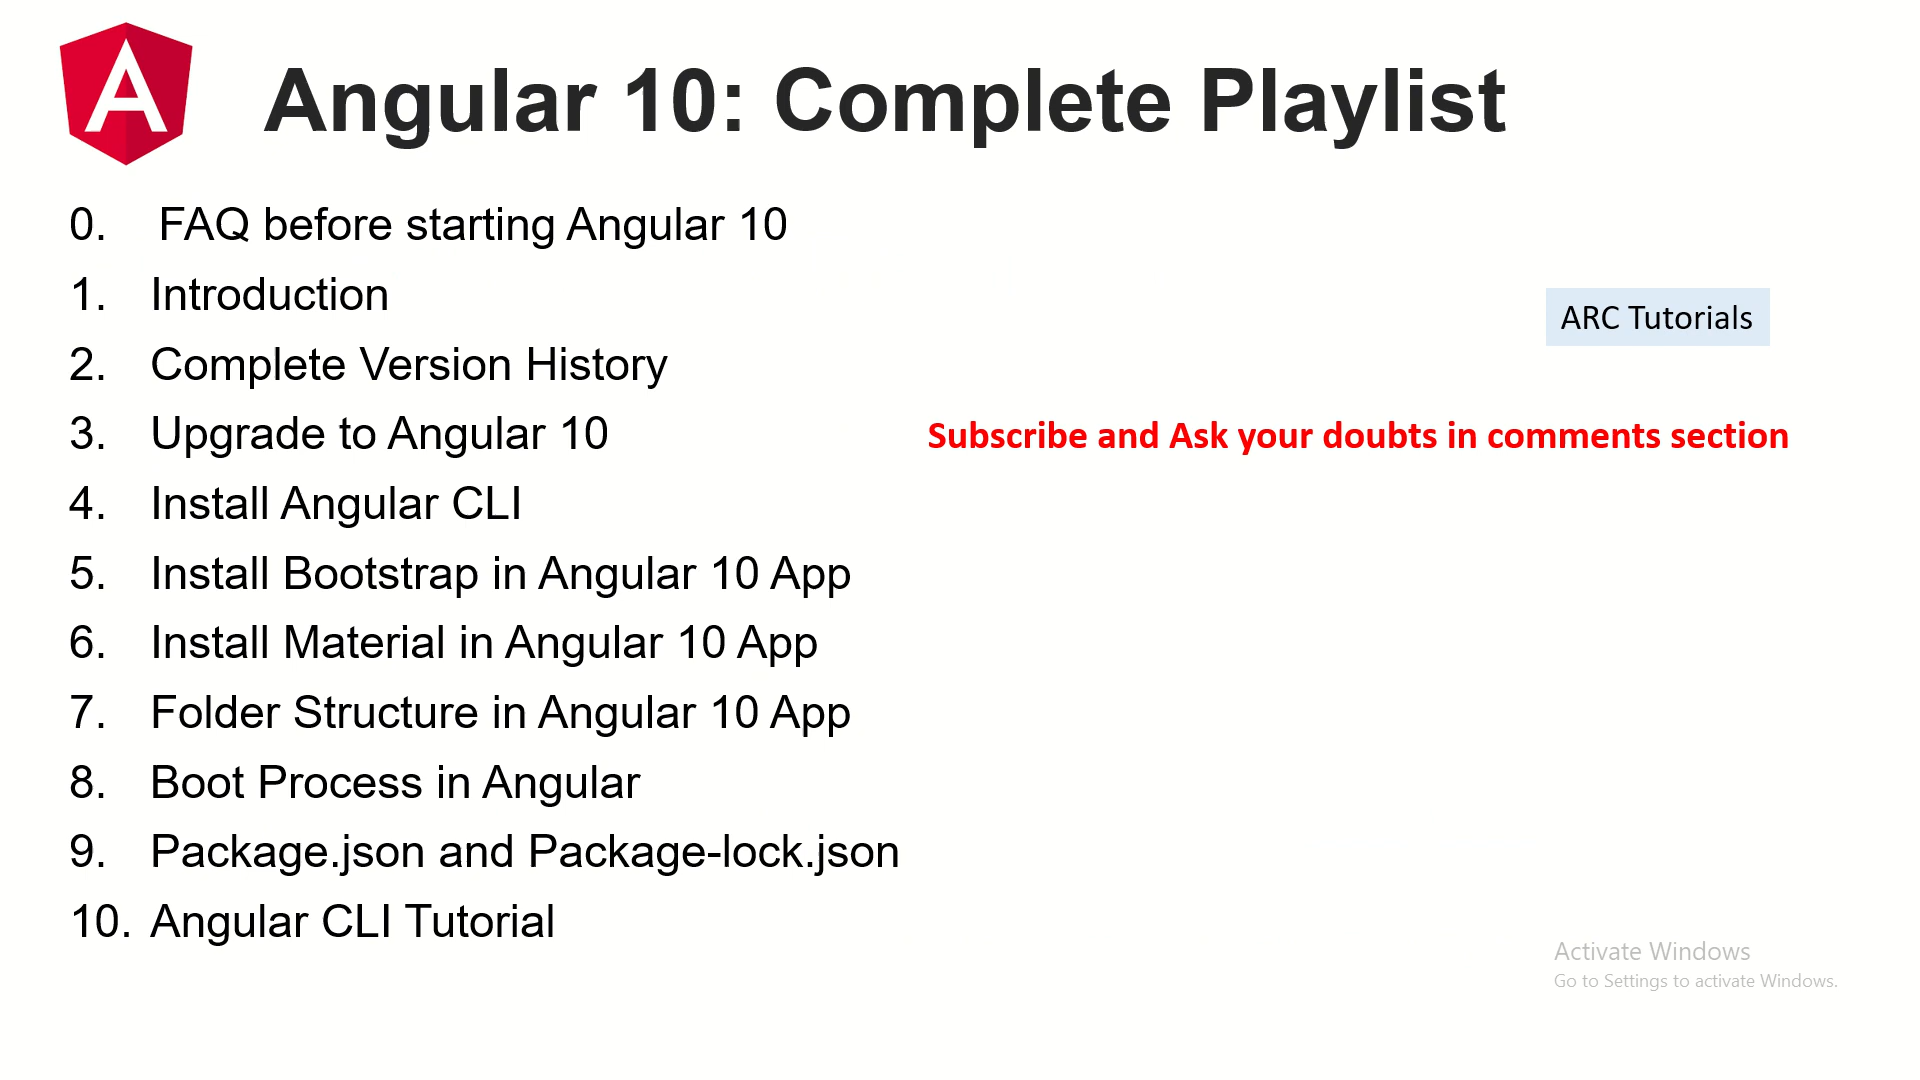 Angular 10: Complete Playlist
0. FAQ before starting Angular 10
1. Introduction
ARC Tutorials
2. Complete Version History
3. Upgrade to Angular 10
Subscribe and Ask your doubts in comments section
4. Install Angular CLI
5. Install Bootstrap in Angular 10 App
6. Install Material in Angular 10 App
7. Folder Structure in Angular 10 App
8. Boot Process in Angular
9. Package.json and Package-lock.json
10. Angular CLI Tutorial
Activate Windows
Go to Settings to activate Windows.